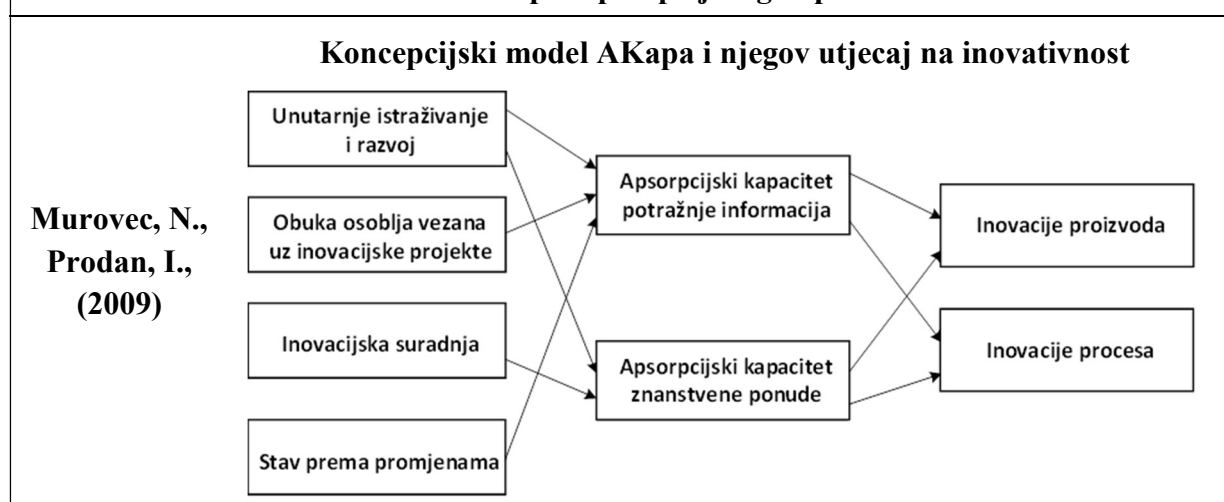 Koncepcijski model AKapa i njegov utjecaj na inovativnost
Murovec, N.,
Prodan, I.,
(2009)
Unutarnje istraživanje
i razvoj
Obuka osoblja vezana
uz inovacijske projekte
Inovacijska suradnja
Stav prema promjenama
Apsorpcijski kapacitet
potražnje informacija
Apsorpcijski kapacitet
znanstvene ponude
Inovacije proizvoda
Inovacije procesa